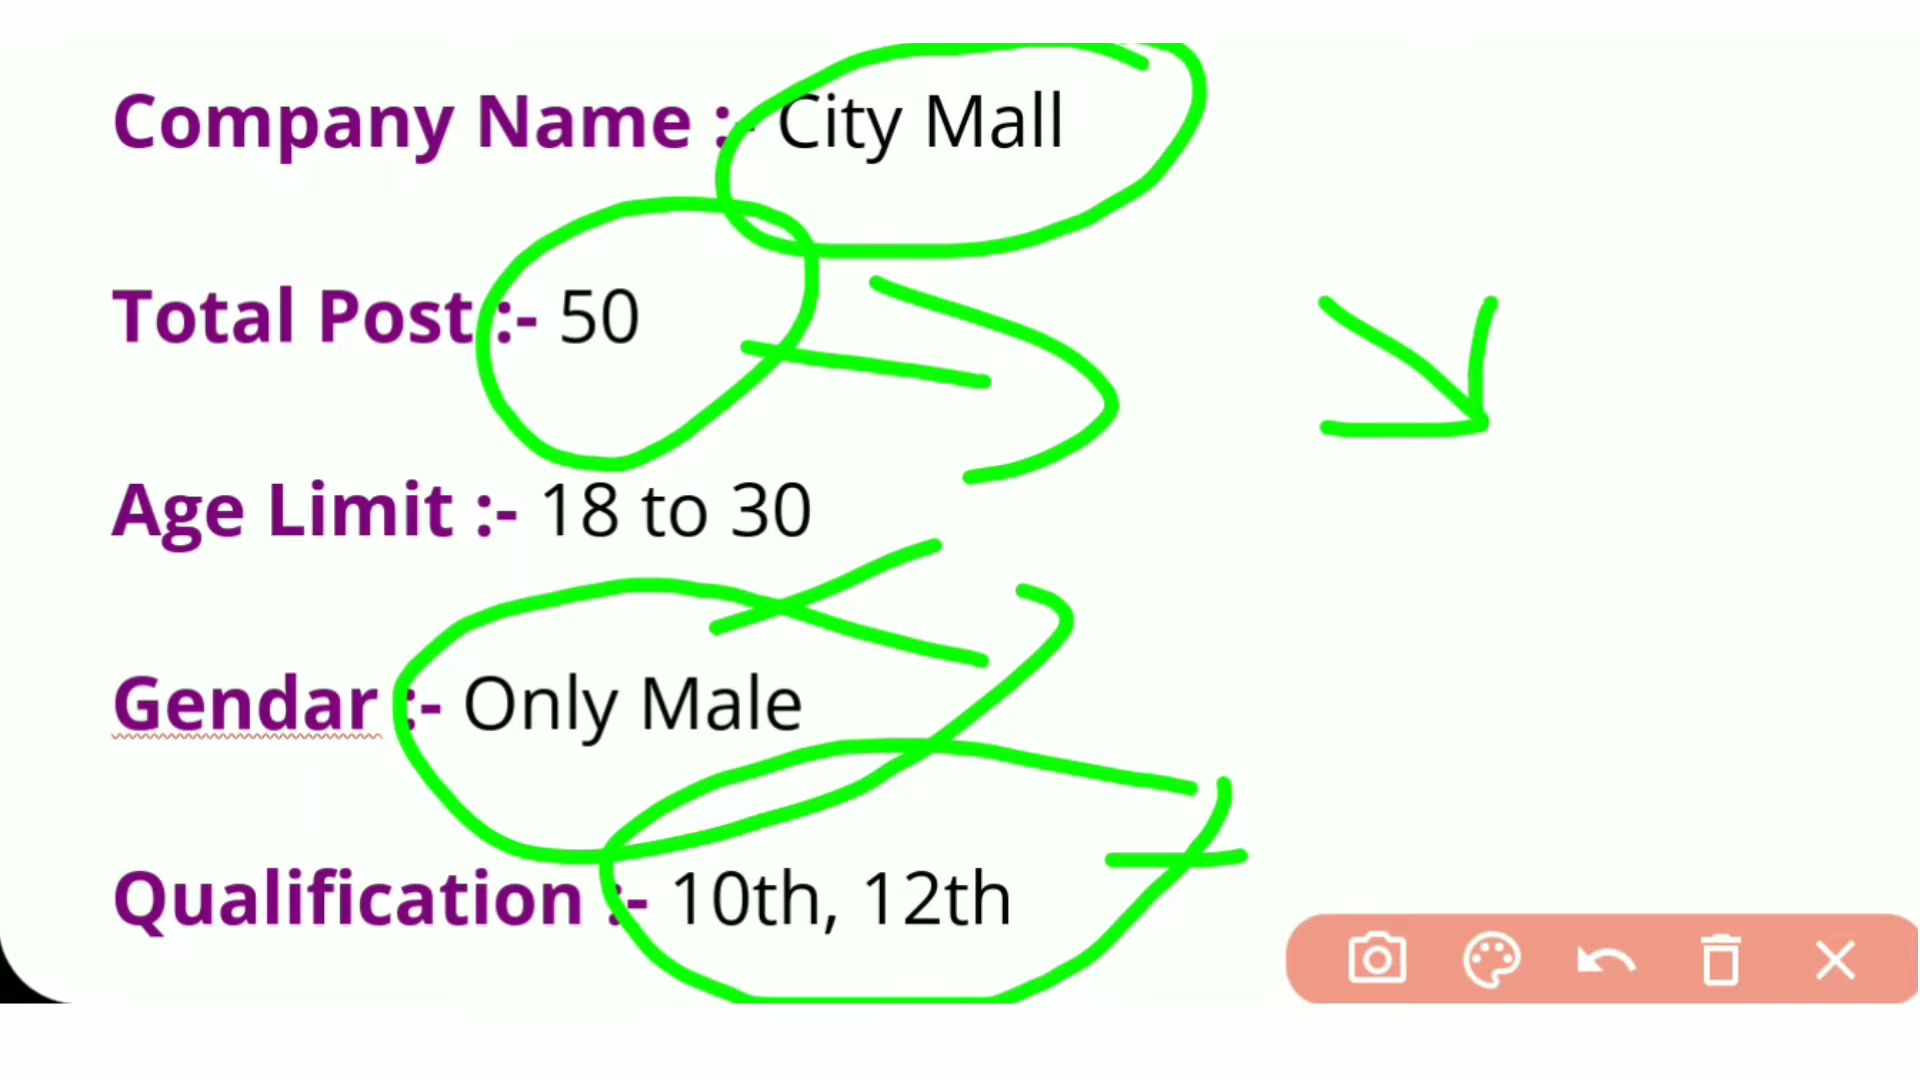 Company Name :- City Mall
Total Post :- 50
Age Limit :- 18 to 30
Gendar :- Only Male
Qualification :- 10th, 12th